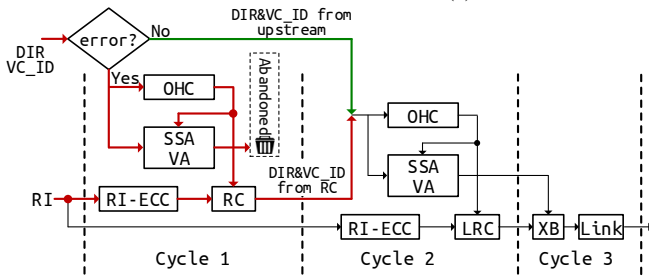 DIR&VC_ID from
upstream
error?
No
DIR
VC_ID
Yes
OHC
Abandoned
SSA
VA
OHC
SSA
VA
DIR&VC_ID
from RC
RI
RI-ECC
RC
RI-ECC
LRC
XB
Link
Cycle 1
Cycle 2
Cycle 3